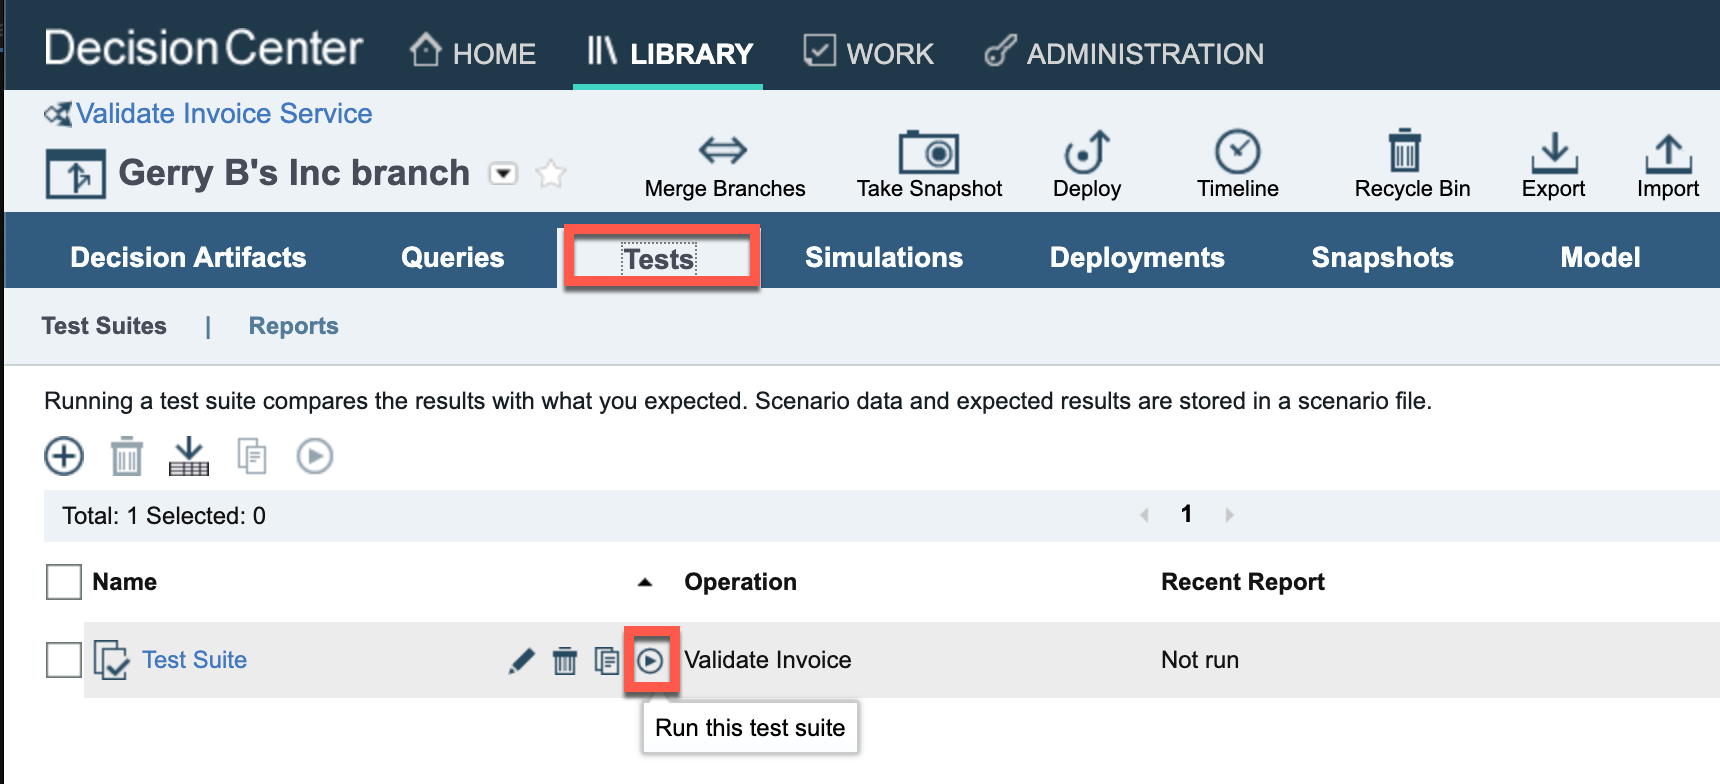 Decision Center HOME LIBRARY WORK ADMINISTRATION
Validate Invoice Service
Gerry B's Inc branch
Merge Branches Take Snapshot Deploy Timeline Recycle Bin Export Import
Decision Artifacts Queries Tests Simulations Deployments Snapshots Model
Test Suites | Reports
Running a test suite compares the results with what you expected. Scenario data and expected results are stored in a scenario file.
Total: 1 Selected: 0 1
Name Operation Recent Report
Test Suite Validate Invoice Not run
Run this test suite